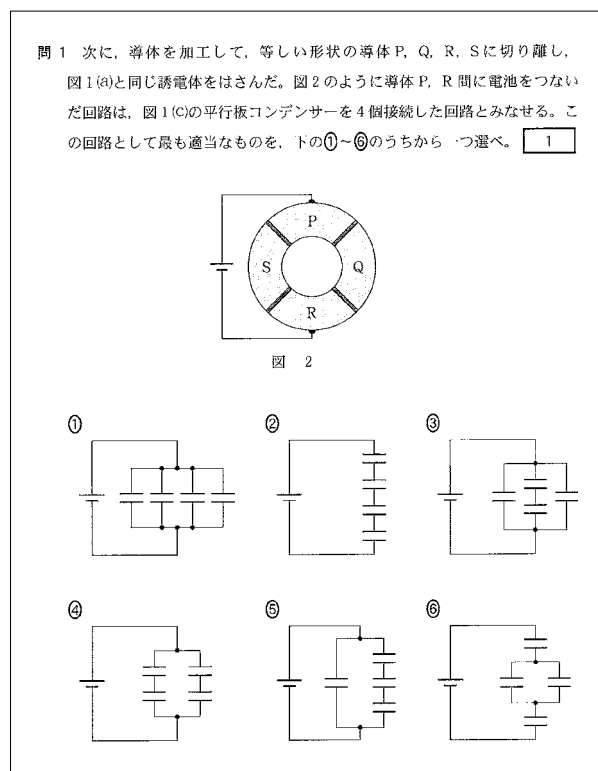 問1 次に,導体を加工して,等しい形状の導体P,Q,R,Sに切り離し,
図1(a)と同じ誘電体をはさんだ。図2のように導体P,R間に電池をつない
だ回路は,図1(c)の平行板コンデンサーを4個接続した回路とみなせる。こ
の回路として最も適当なものを,下の①~⑥のうちから一つ選べ。 1
P
S Q
R
図 2
① ② ③
④ ⑤ ⑥